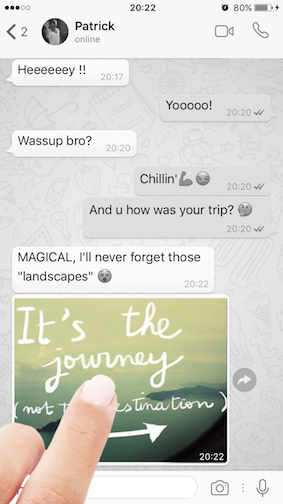 20:22
80%
2
Patrick
online
Heeeeeey !!
20:17
Yooooo!
20:20
Wassup bro?
20:20
Chillin'💪😏
20:20
And u how was your trip? 🤔
20:20
MAGICAL, I'll never forget those
"landscapes" 😮
20:22
It's the
journey
(not
)
20:22